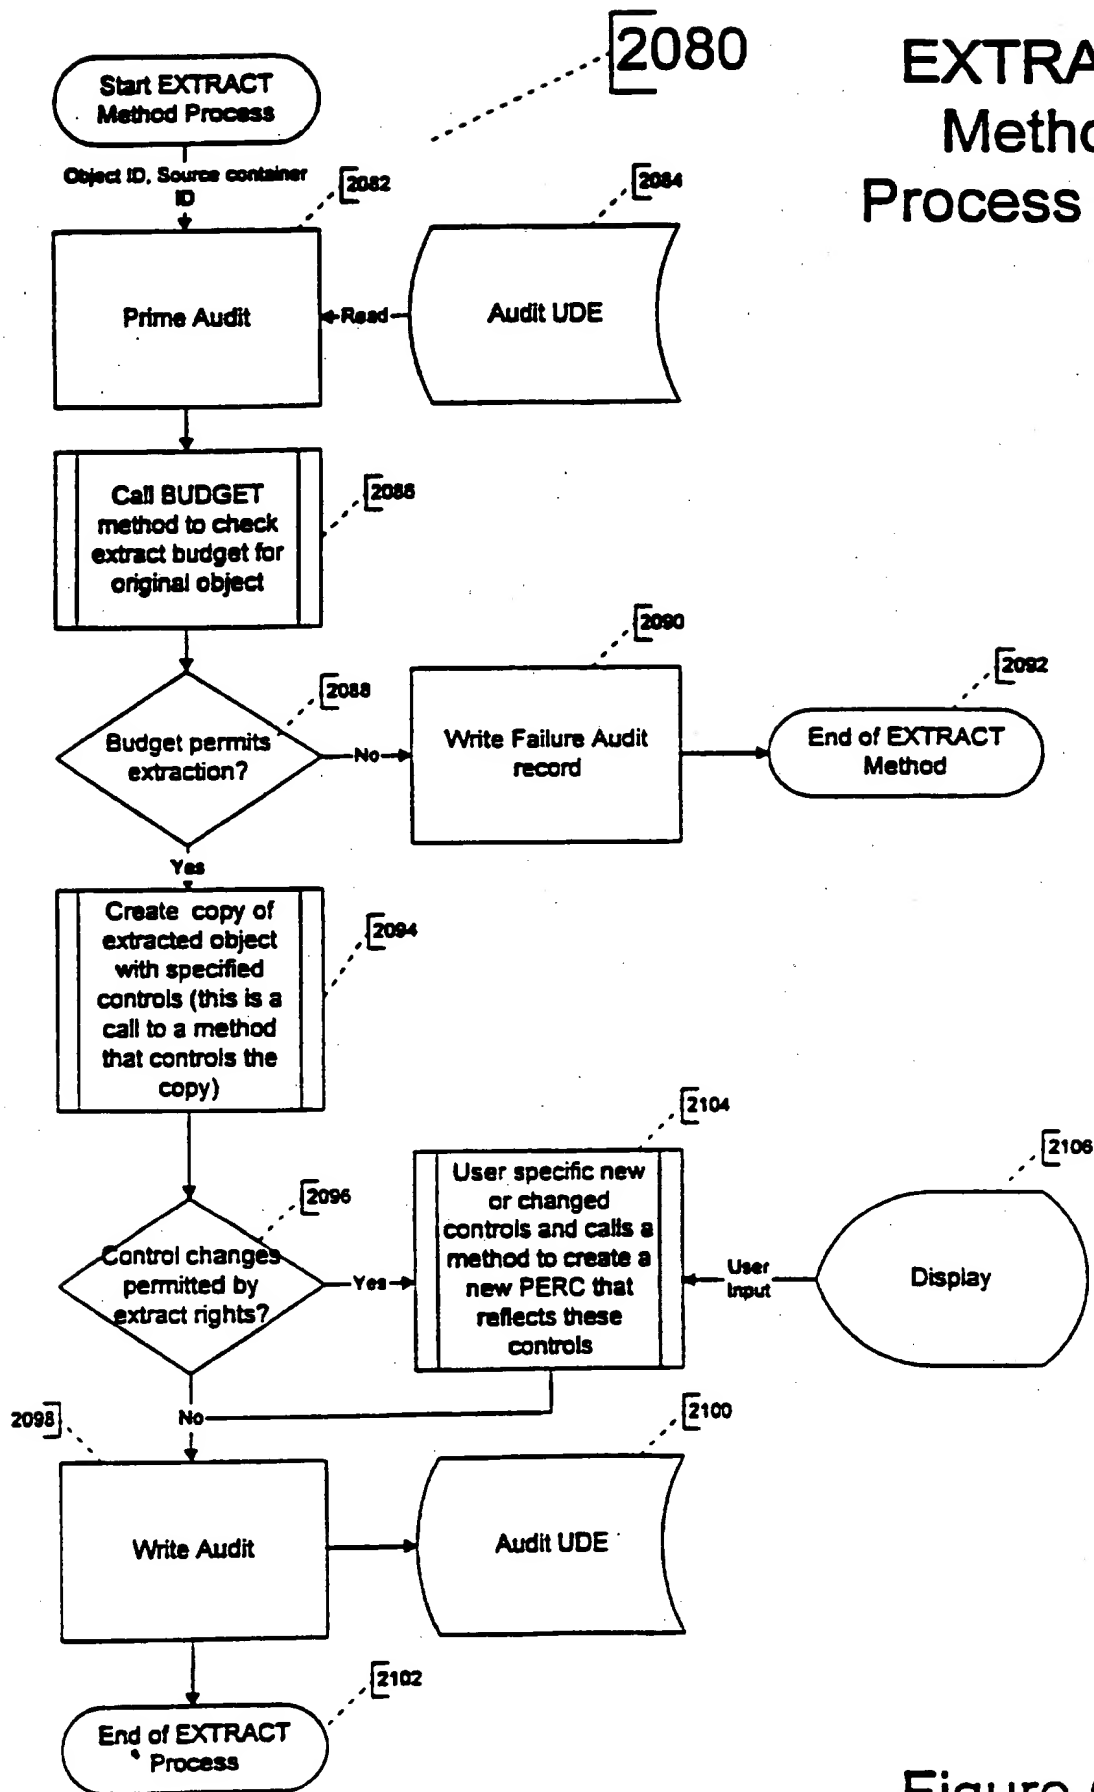 2080
EXTRA
Metho
Process
Start EXTRACT
Method Process
Object ID, Source container
ID
2082
2084
Prime Audit
Read
Audit UDE
Call BUDGET
method to check
extract budget for
original object
2086
2088
Budget permits
extraction?
No
2090
Write Failure Audit
record
2092
End of EXTRACT
Method
Yes
Create copy of
extracted object
with specified
controls (this is a
call to a method
that controls the
copy)
2094
2096
Control changes
permitted by
extract rights?
Yes
2104
User specific new
or changed
controls and calls a
method to create a
new PERC that
reflects these
controls
User
Input
2106
Display
No
2098
2100
Write Audit
Audit UDE
2102
End of EXTRACT
Process
Figure